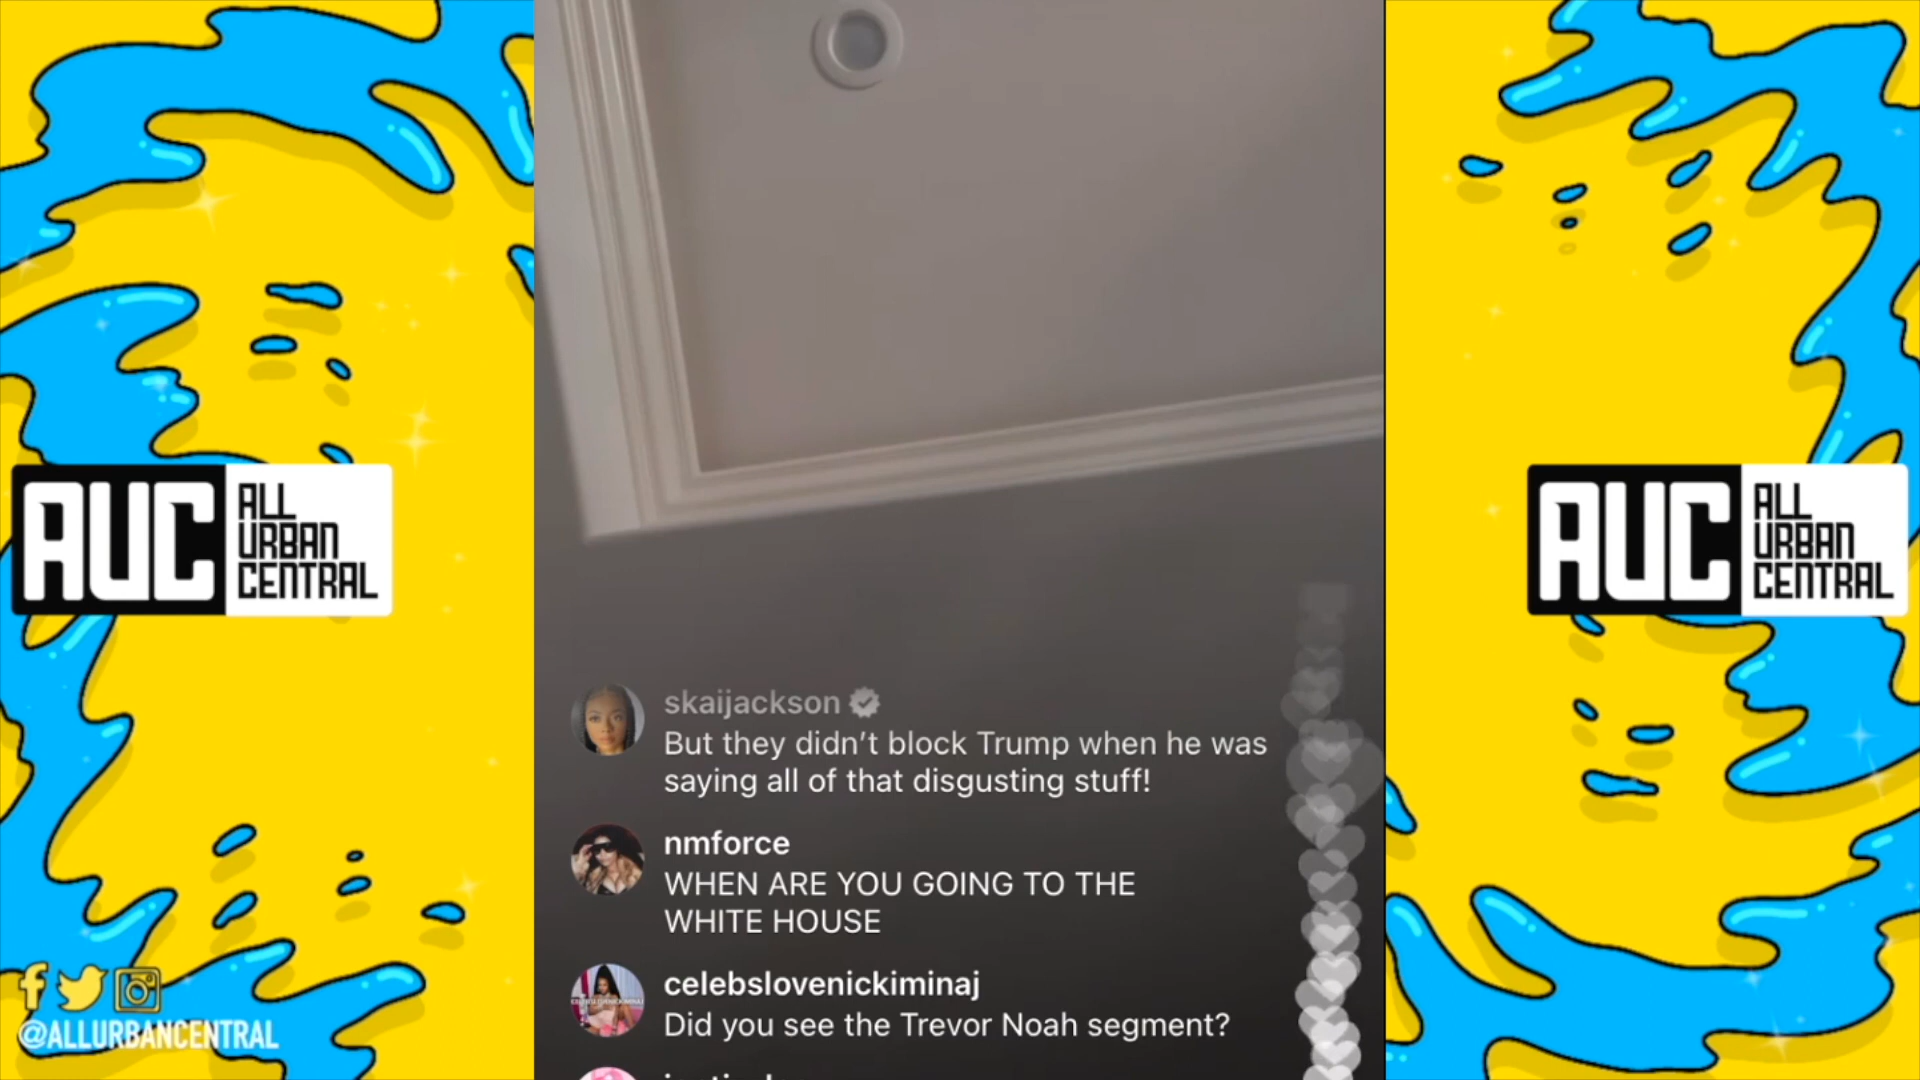 AUC
ALL
URBAN
CENTRAL
@ALLURBANCENTRAL
skaijackson
But they didn't block Trump when he was
saying all of that disgusting stuff!
nmforce
WHEN ARE YOU GOING TO THE
WHITE HOUSE
celebslovenickiminaj
Did you see the Trevor Noah segment?
AUC
ALL
URBAN
CENTRAL